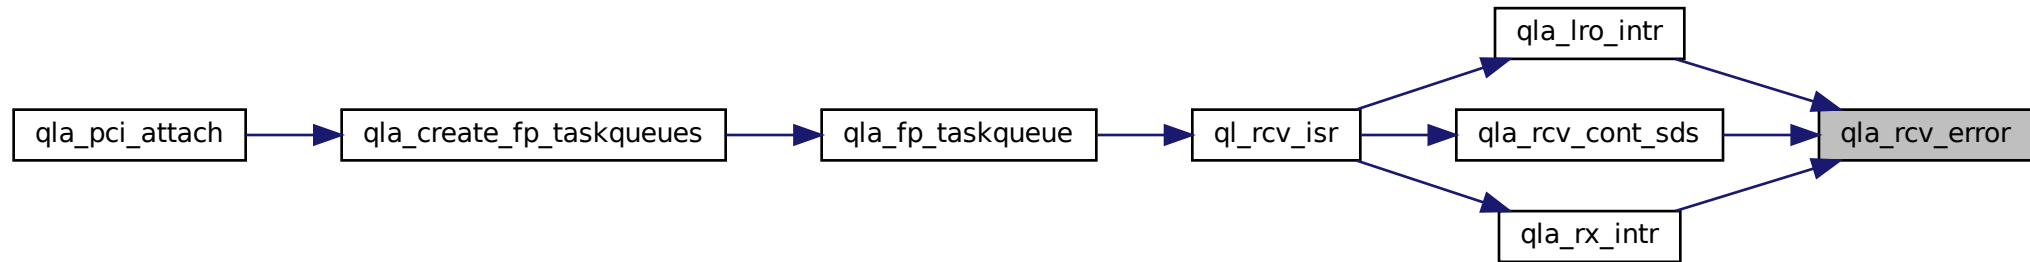 qla_pci_attach
qla_create_fp_taskqueues
qla_fp_taskqueue
ql_rcv_isr
qla_lro_intr
qla_rcv_cont_sds
qla_rx_intr
qla_rcv_error